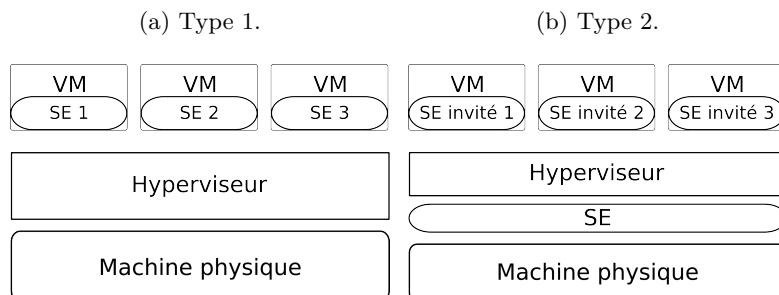 (a) Type 1.
VM VM VM
SE 1 SE 2 SE 3
Hyperviseur
Machine physique
(b) Type 2.
VM VM VM
SE invité 1 SE invité 2 SE invité 3
Hyperviseur
SE
Machine physique